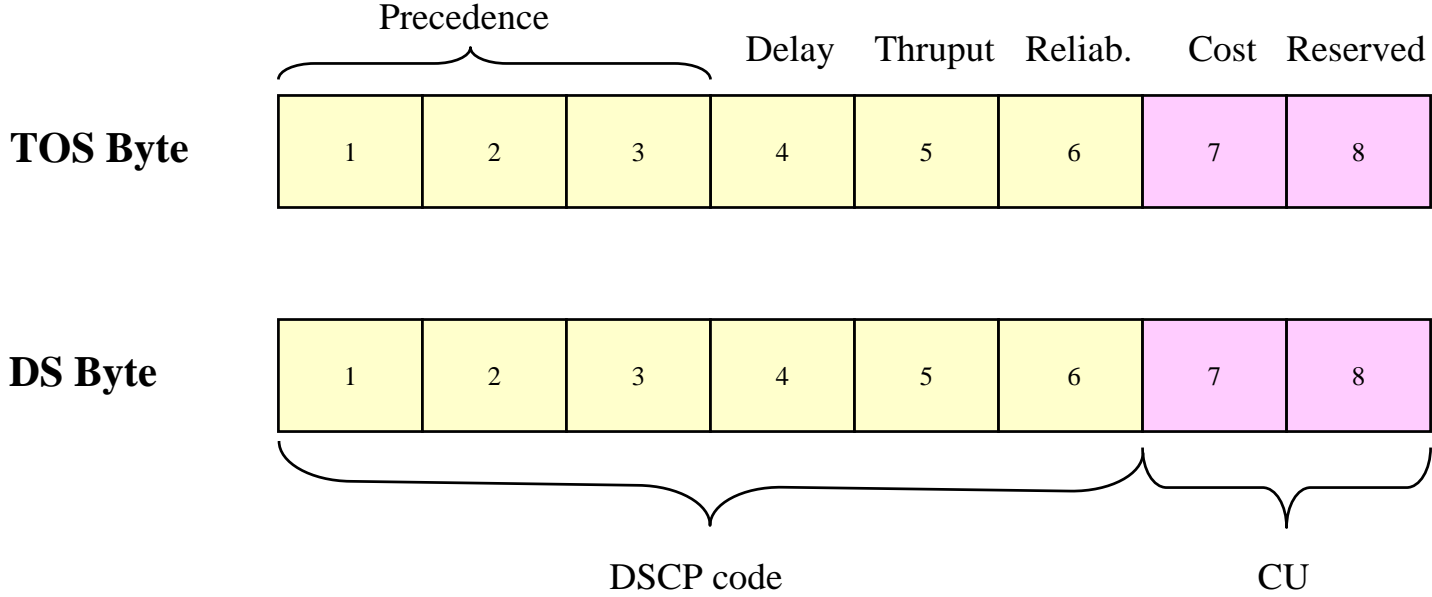 Precedence
Delay Thruput Reliab. Cost Reserved
TOS Byte 1 2 3 4 5 6 7 8
DS Byte 1 2 3 4 5 6 7 8
DSCP code CU